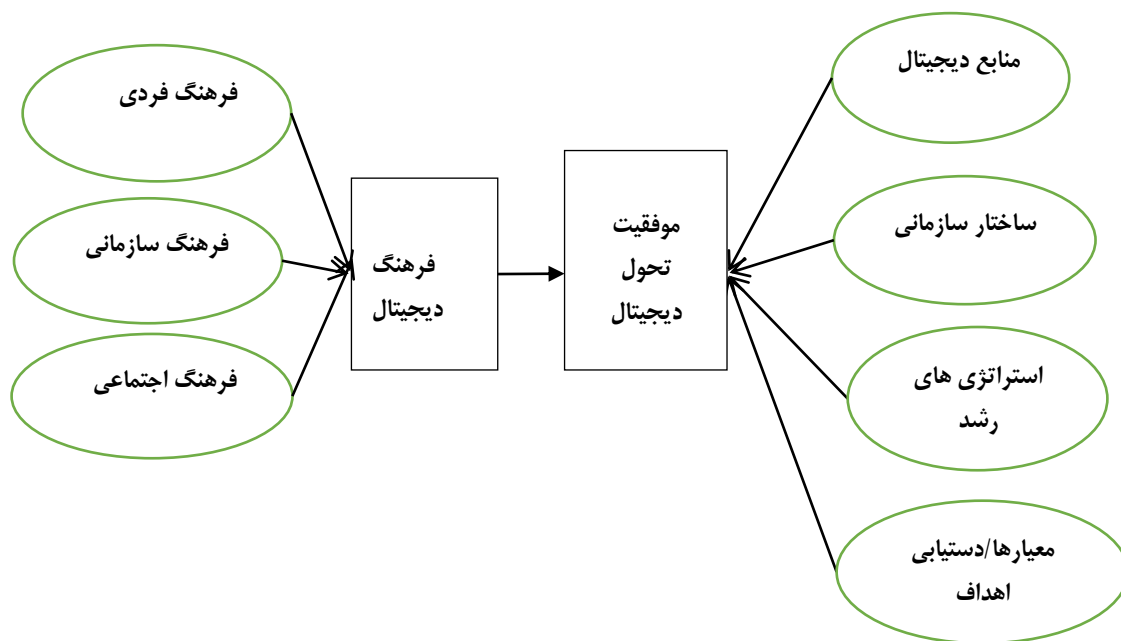 منابع دیجیتال
فرهنگ فردی
ساختار سازمانی
موفقیت
تحول
دیجیتال
فرهنگ
دیجیتال
فرهنگ سازمانی
استراتژی های
رشد
فرهنگ اجتماعی
معیارها/دستیابی
اهداف